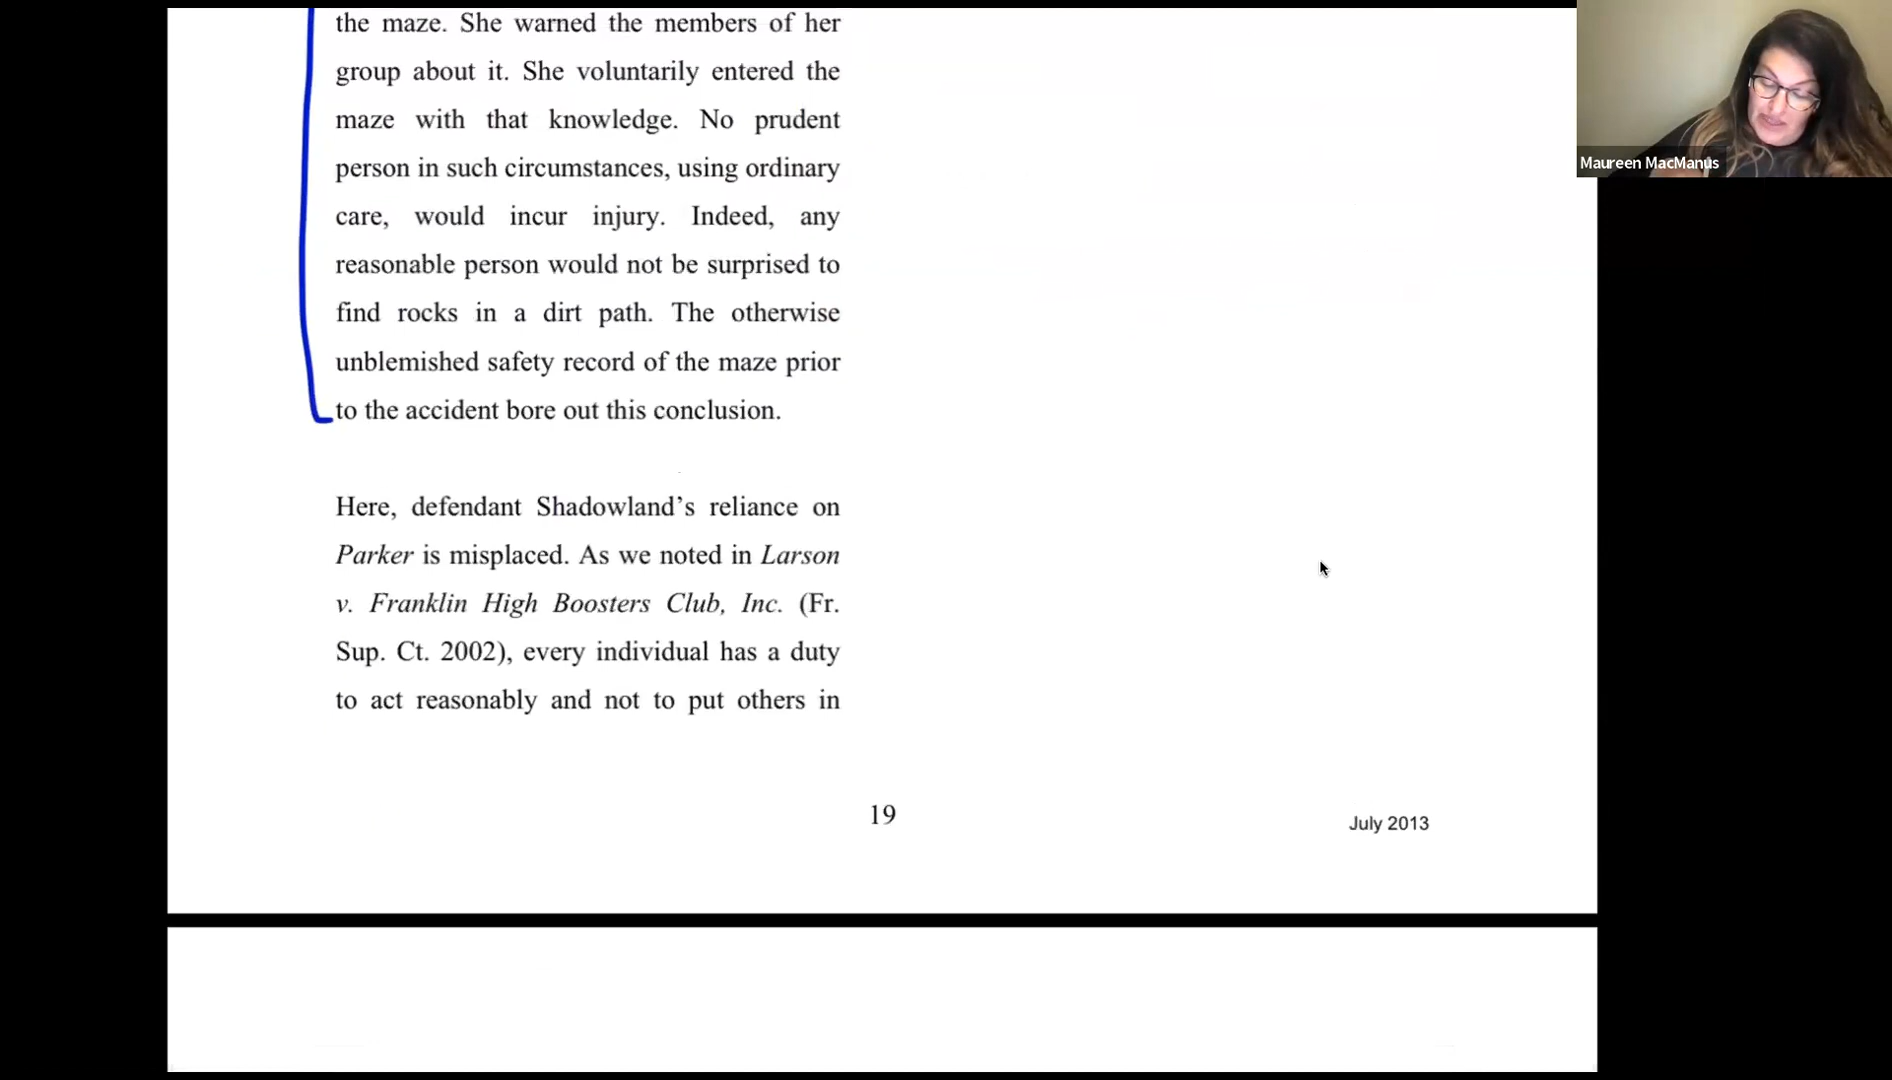 the maze. She warned the members of her
group about it. She voluntarily entered the
maze with that knowledge. No prudent
person in such circumstances, using ordinary
care, would incur injury. Indeed, any
reasonable person would not be surprised to
find rocks in a dirt path. The otherwise
unblemished safety record of the maze prior
to the accident bore out this conclusion.
Here, defendant Shadowland’s reliance on
Parker is misplaced. As we noted in Larson
v. Franklin High Boosters Club, Inc. (Fr.
Sup. Ct. 2002), every individual has a duty
to act reasonably and not to put others in
19
July 2013
Maureen MacManus